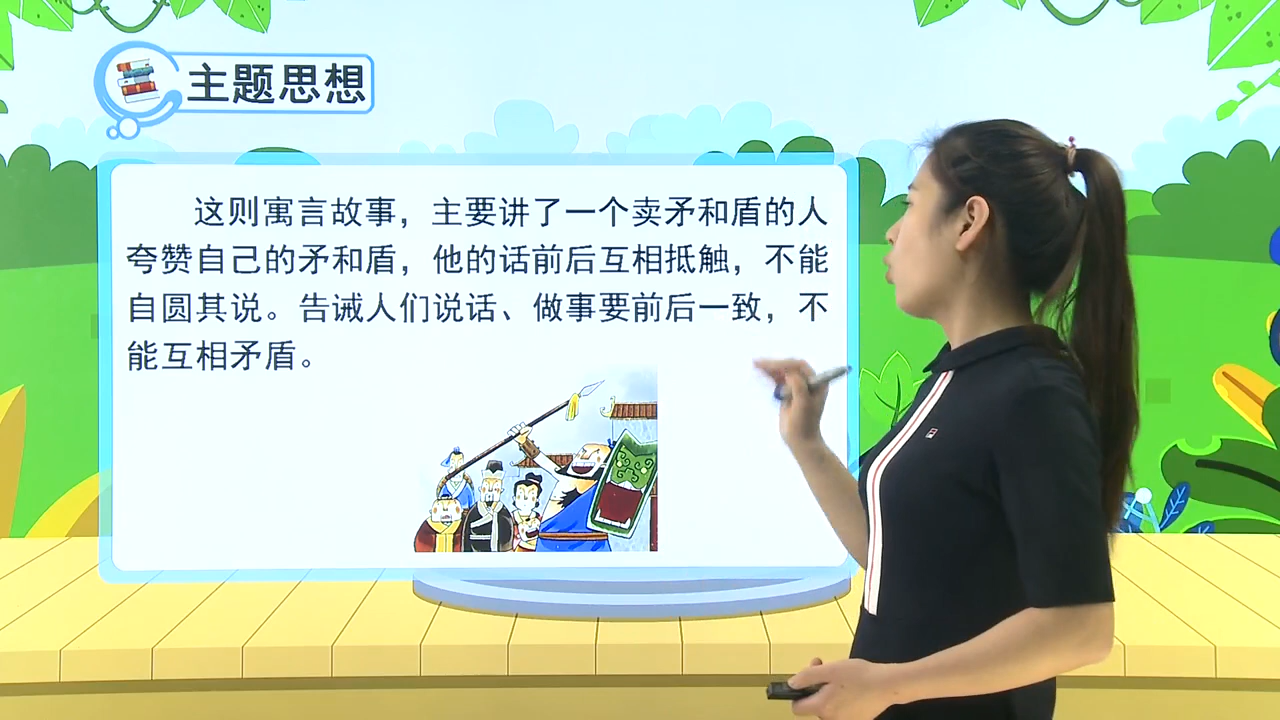 主题思想
这则寓言故事，主要讲了一个卖矛和盾的人
夸赞自己的矛和盾，他的话前后互相抵触，不能
自圆其说。告诫人们说话、做事要前后一致，不
能互相矛盾。